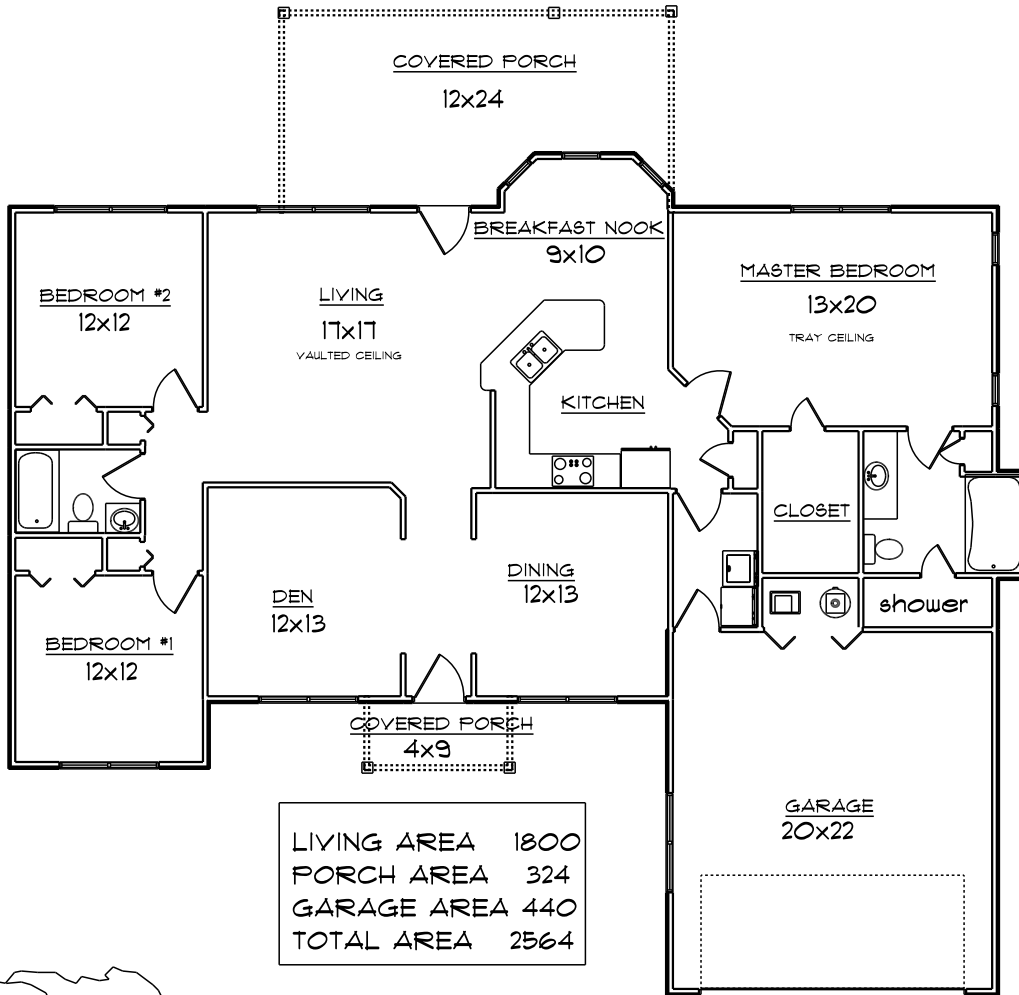 COVERED PORCH
12x24
BREAKFAST NOOK
9x10
MASTER BEDROOM
13x20
TRAY CEILING
BEDROOM #2
12x12
LIVING
17x17
VAULTED CEILING
KITCHEN
CLOSET
DEN
12x13
DINING
12x13
shower
BEDROOM #1
12x12
COVERED PORCH
4x9
GARAGE
20x22
LIVING AREA 1800
PORCH AREA 324
GARAGE AREA 440
TOTAL AREA 2564